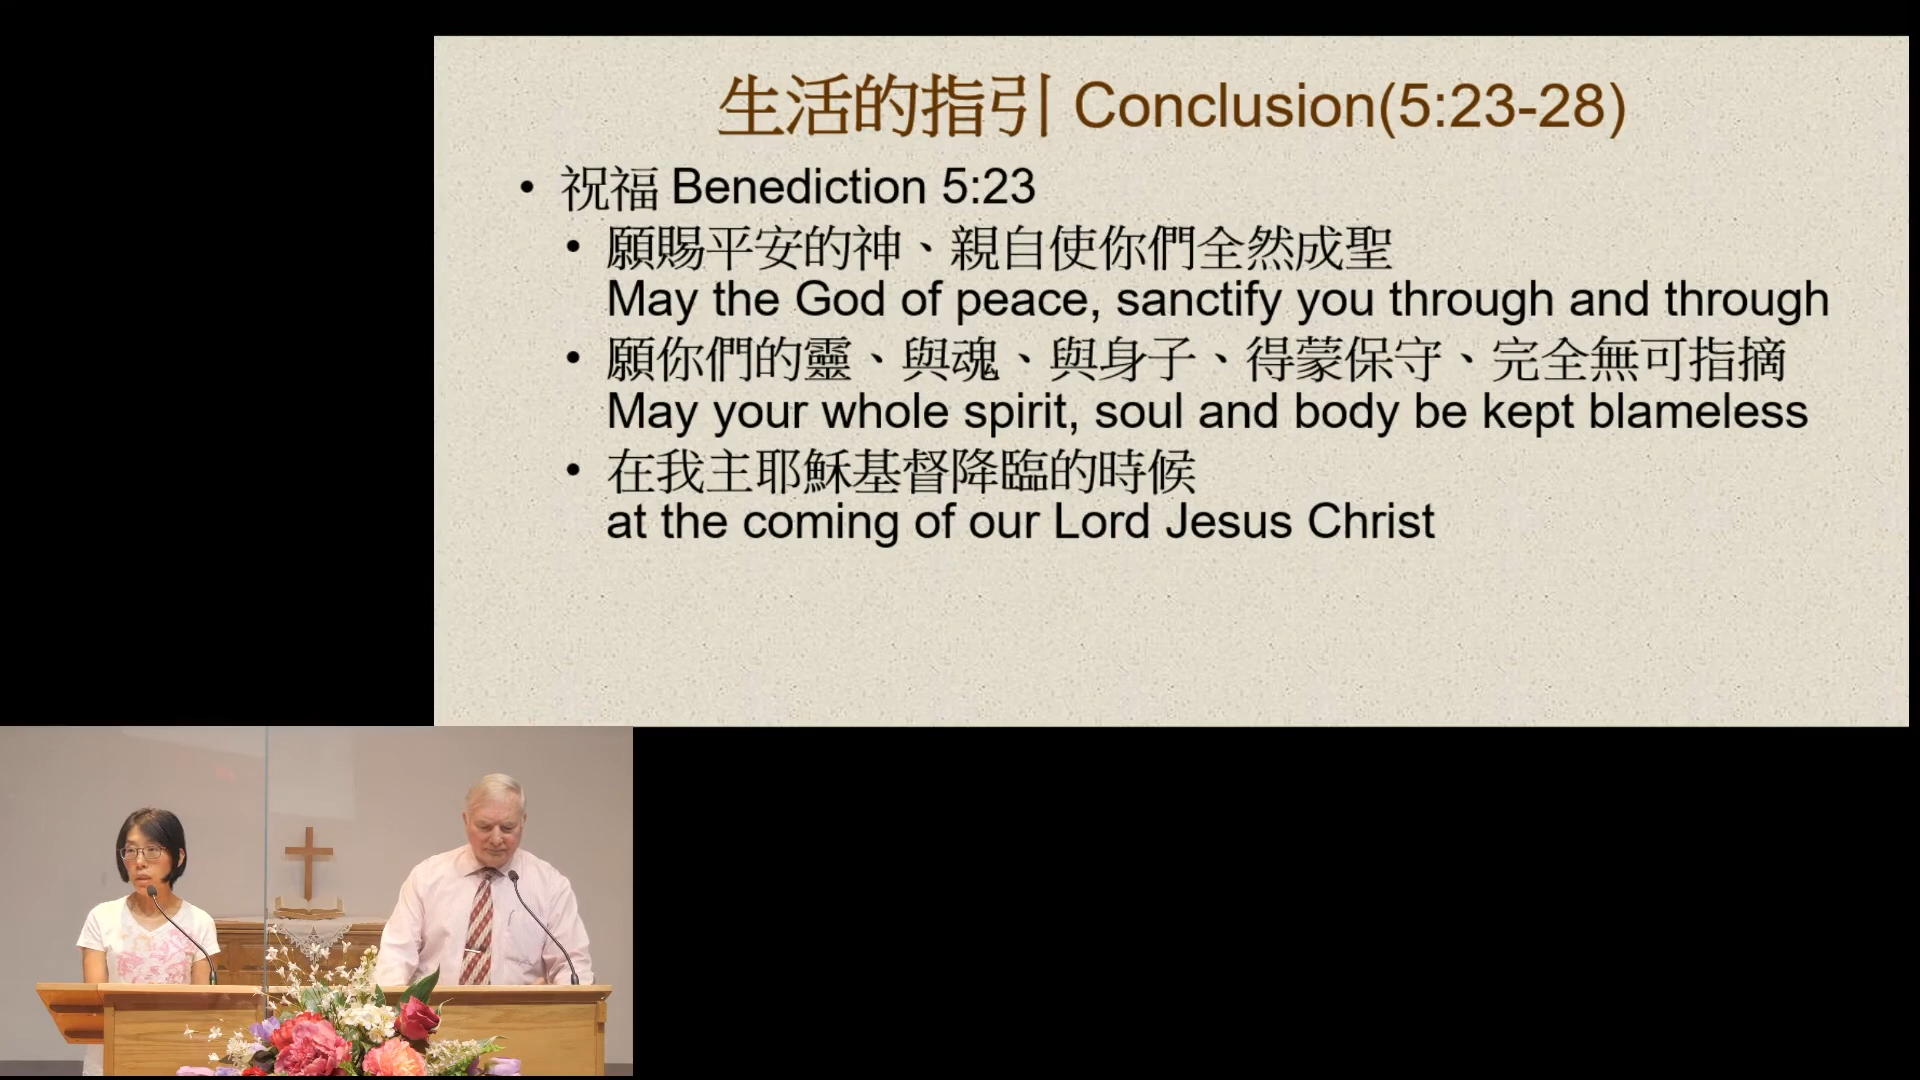 生活的指引 Conclusion(5:23-28)
• 祝福 Benediction 5:23
• 願賜平安的神、親自使你們全然成聖
May the God of peace, sanctify you through and through
• 願你們的靈、與魂、與身子、得蒙保守、完全無可指摘
May your whole spirit, soul and body be kept blameless
• 在我主耶穌基督降臨的時候
at the coming of our Lord Jesus Christ